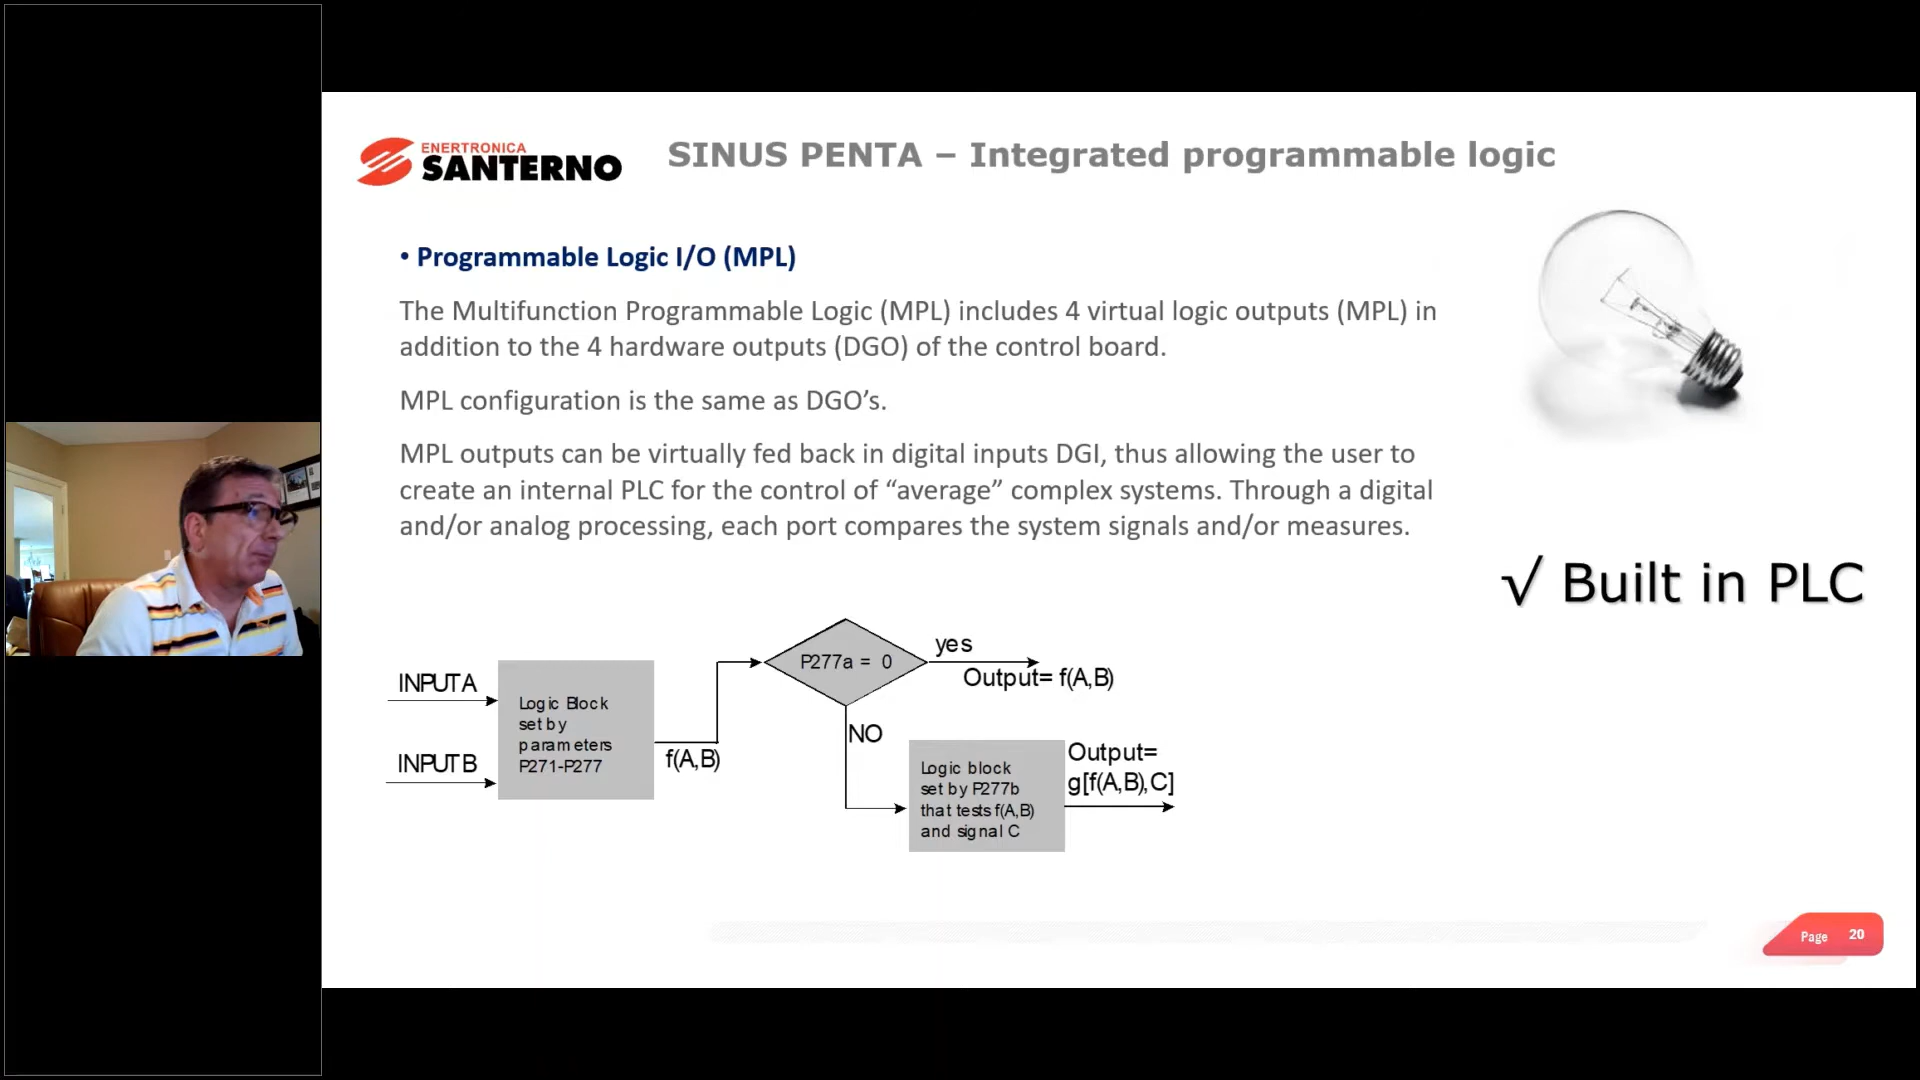 ENERTRONICA
SANTERNO
SINUS PENTA – Integrated programmable logic
• Programmable Logic I/O (MPL)
The Multifunction Programmable Logic (MPL) includes 4 virtual logic outputs (MPL) in
addition to the 4 hardware outputs (DGO) of the control board.
MPL configuration is the same as DGO’s.
MPL outputs can be virtually fed back in digital inputs DGI, thus allowing the user to
create an internal PLC for the control of “average” complex systems. Through a digital
and/or analog processing, each port compares the system signals and/or measures.
√ Built in PLC
INPUT A
INPUT B
Logic Block
set by
parameters
P271-P277
f(A,B)
P277a = 0
yes
Output= f(A,B)
NO
Logic block
set by P277b
that tests f(A,B)
and signal C
Output=
g[f(A,B),C]
Page 20